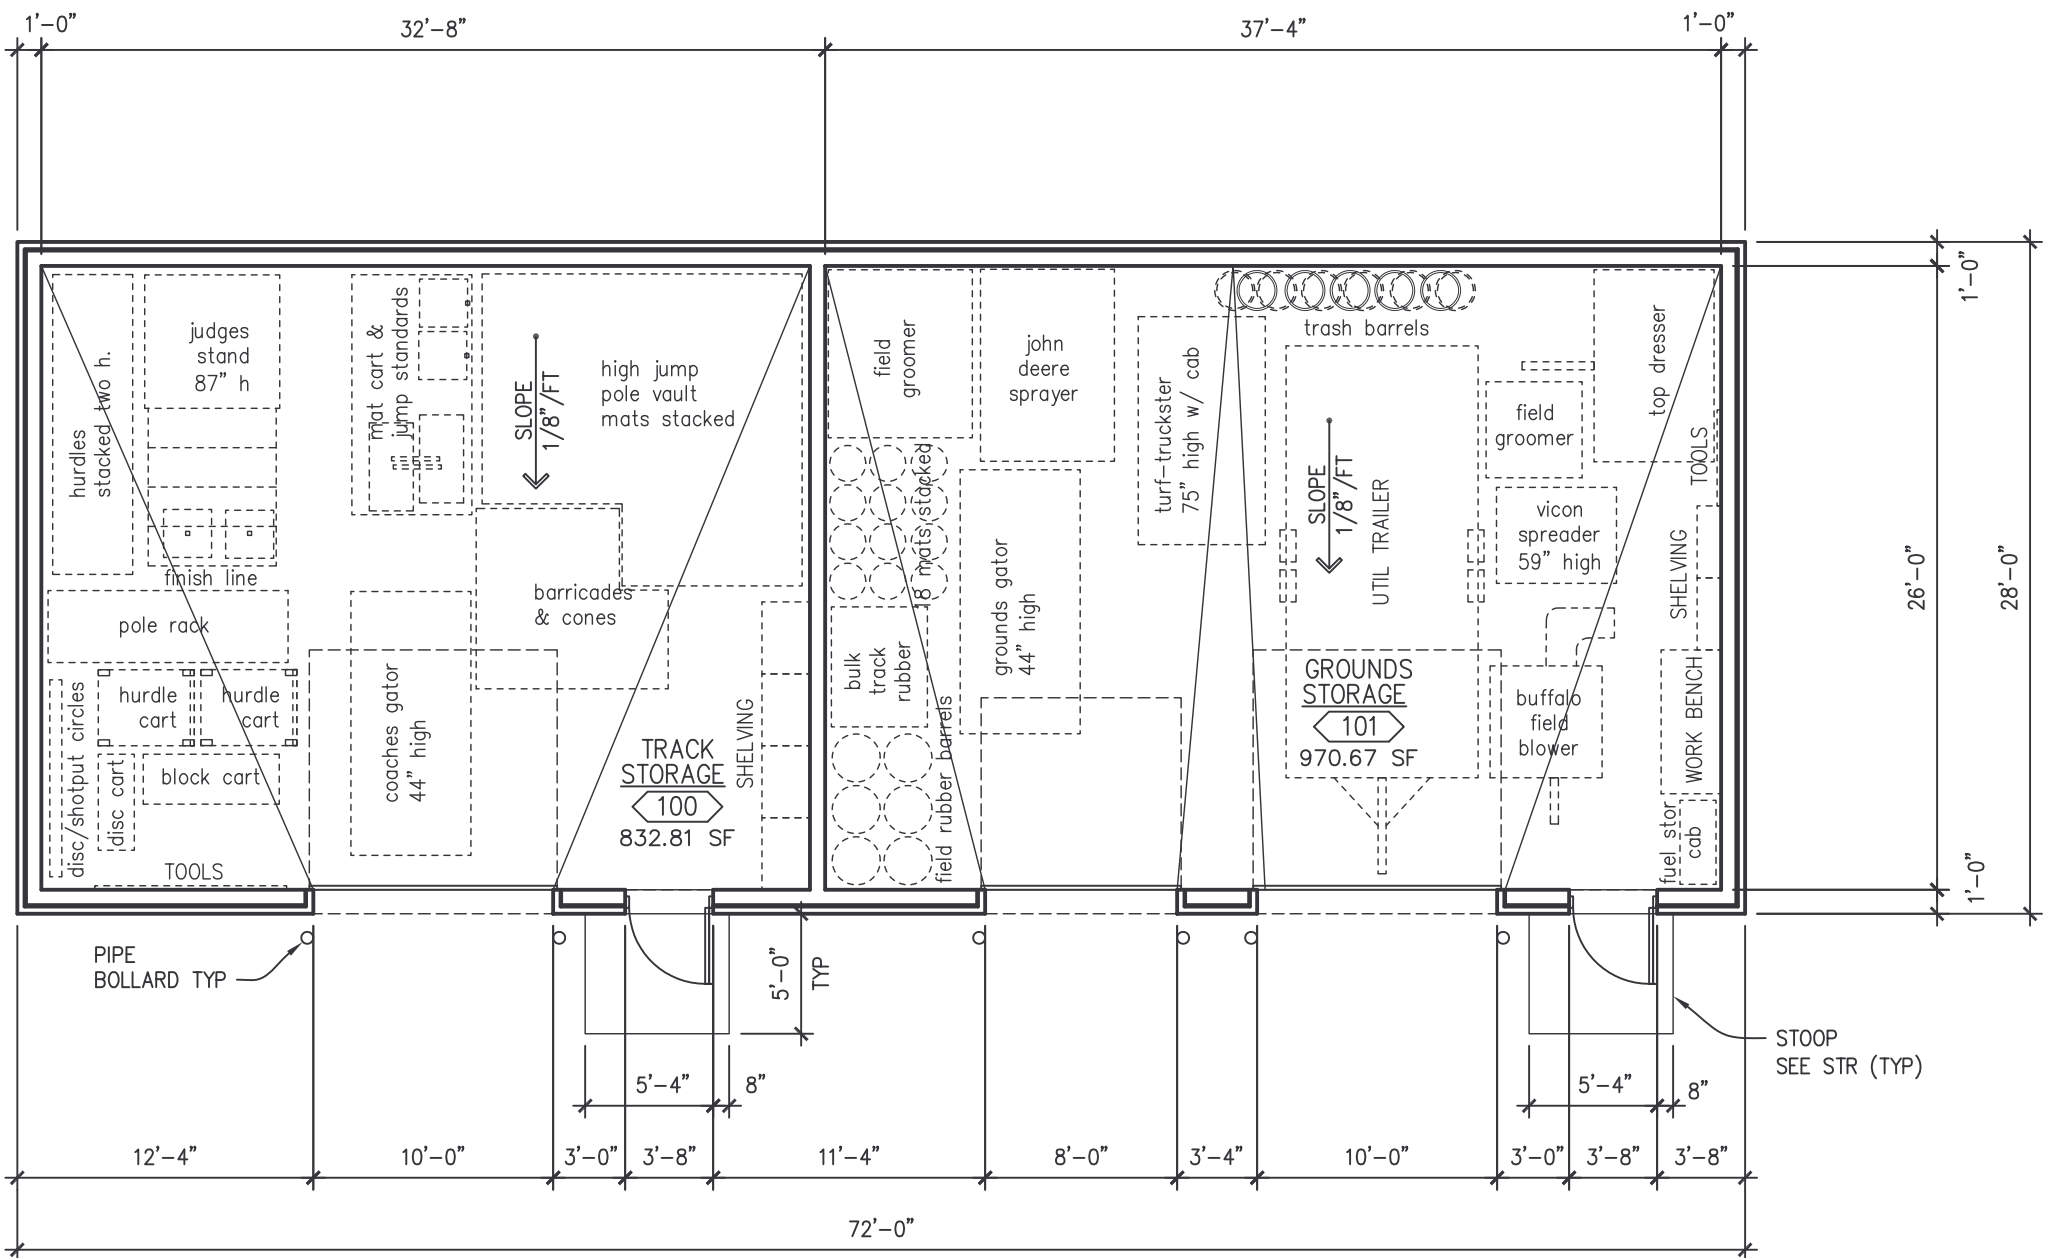 1'-0"
32'-8"
37'-4"
1'-0"
hurdles
stacked two h.
judges
stand
87" h
mat cart &
jump standards
SLOPE
1/8"/FT
high jump
pole vault
mats stacked
finish line
pole rack
barricades
& cones
hurdle
cart
hurdle
cart
disc/shotput circles
disc cart
block cart
TOOLS
coaches gator
44" high
TRACK
STORAGE
100
832.81 SF
SHELVING
field
groomer
john
deere
sprayer
turf-truckster
75" high w/ cab
trash barrels
top dresser
18 mats stacked
grounds gator
44" high
bulk
track
rubber
field rubber barrels
SLOPE
1/8"/FT
UTIL TRAILER
field
groomer
vicon
spreader
59" high
TOOLS
SHELVING
GROUNDS
STORAGE
101
970.67 SF
buffalo
field
blower
WORK BENCH
fuel stor
cab
1'-0"
26'-0"
28'-0"
1'-0"
PIPE
BOLLARD TYP
5'-0"
TYP
STOOP
SEE STR (TYP)
5'-4"
8"
5'-4"
8"
12'-4"
10'-0"
3'-0"
3'-8"
11'-4"
8'-0"
3'-4"
10'-0"
3'-0"
3'-8"
3'-8"
72'-0"